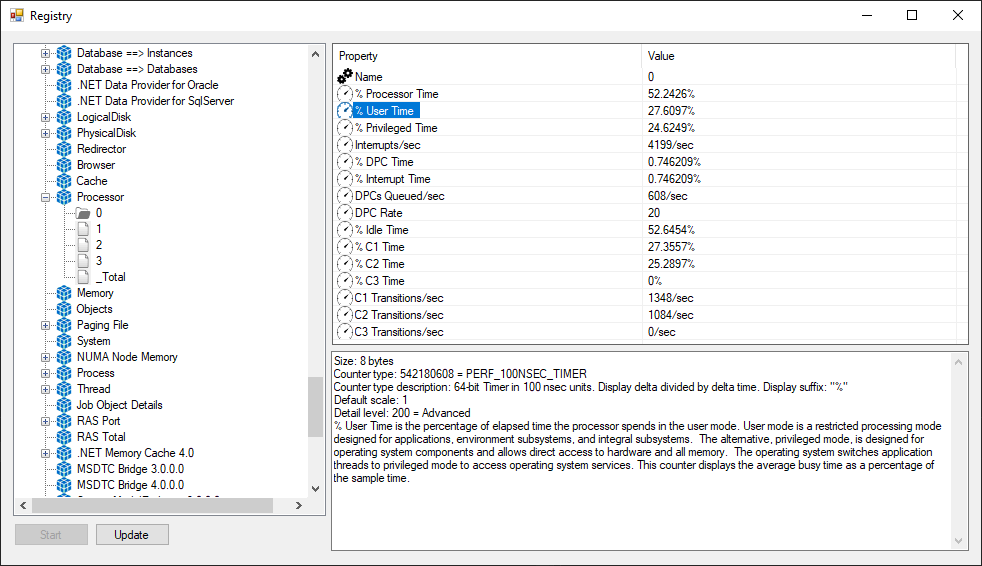 Registry
Database ==> Instances
Database ==> Databases
.NET Data Provider for Oracle
.NET Data Provider for SqlServer
LogicalDisk
PhysicalDisk
Redirector
Browser
Cache
Processor
0
1
2
3
_Total
Memory
Objects
Paging File
System
NUMA Node Memory
Process
Thread
Job Object Details
RAS Port
RAS Total
.NET Memory Cache 4.0
MSDTC Bridge 3.0.0.0
MSDTC Bridge 4.0.0.0
Start Update
Property Value
Name 0
% Processor Time 52.2426%
% User Time 27.6097%
% Privileged Time 24.6249%
Interrupts/sec 4199/sec
% DPC Time 0.746209%
% Interrupt Time 0.746209%
DPCs Queued/sec 608/sec
DPC Rate 20
% Idle Time 52.6454%
% C1 Time 27.3557%
% C2 Time 25.2897%
% C3 Time 0%
C1 Transitions/sec 1348/sec
C2 Transitions/sec 1084/sec
C3 Transitions/sec 0/sec
Size: 8 bytes
Counter type: 542180608 = PERF_100NSEC_TIMER
Counter type description: 64-bit Timer in 100 nsec units. Display delta divided by delta time. Display suffix: "%"
Default scale: 1
Detail level: 200 = Advanced
% User Time is the percentage of elapsed time the processor spends in the user mode. User mode is a restricted processing mode
designed for applications, environment subsystems, and integral subsystems.  The alternative, privileged mode, is designed for
operating system components and allows direct access to hardware and all memory.  The operating system switches application
threads to privileged mode to access operating system services. This counter displays the average busy time as a percentage of
the sample time.